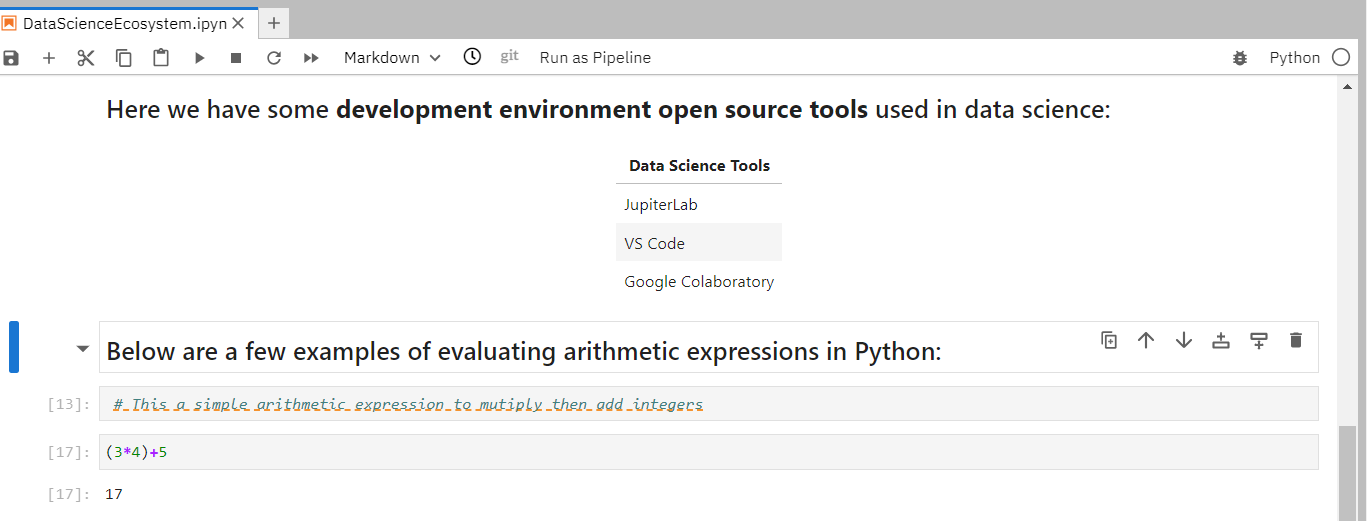 DataScienceEcosystem.ipyn
Markdown git Run as Pipeline Python
Here we have some development environment open source tools used in data science:
Data Science Tools
JupiterLab
VS Code
Google Colaboratory
Below are a few examples of evaluating arithmetic expressions in Python:
[13]: # This a simple arithmetic expression to mutiply then add integers
[17]: (3*4)+5
[17]: 17